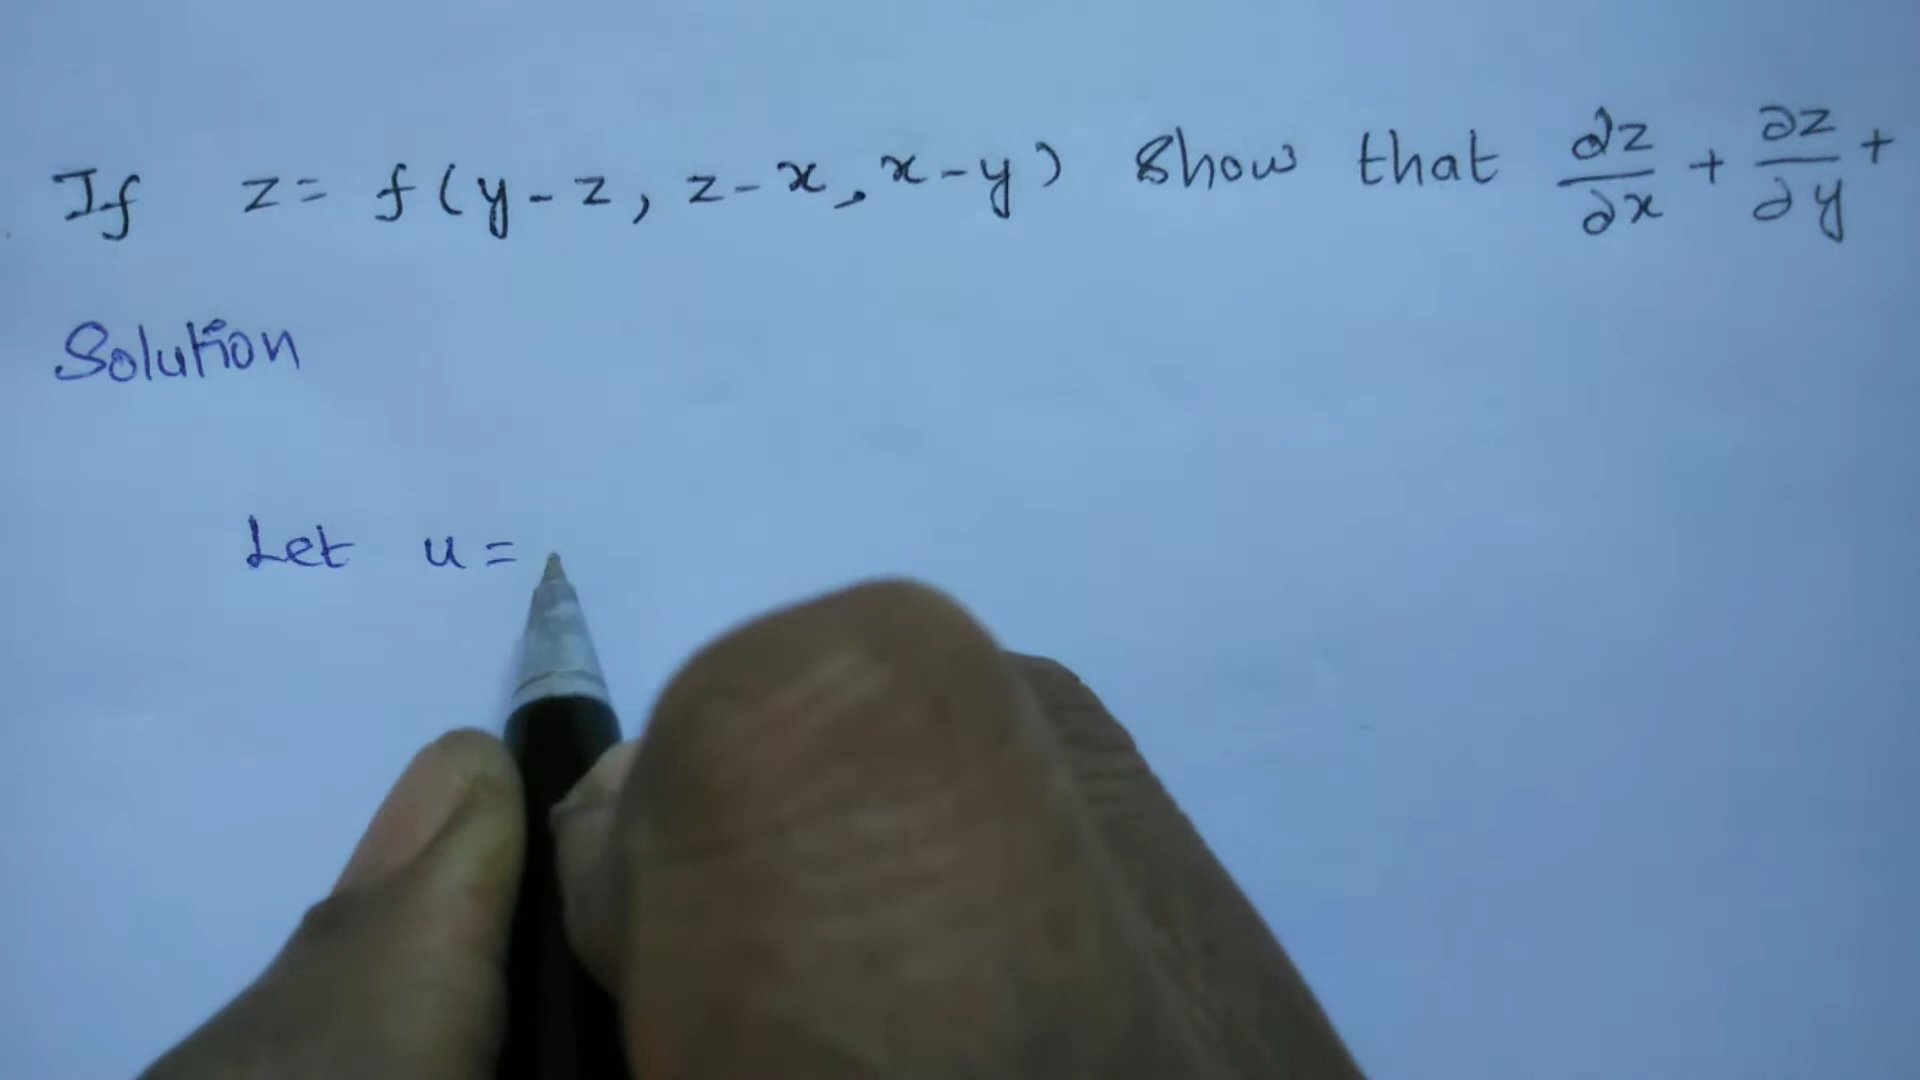 If z = f(y-z, z-x, x-y) Show that ∂z/∂x + ∂z/∂y +
Solution
Let u =